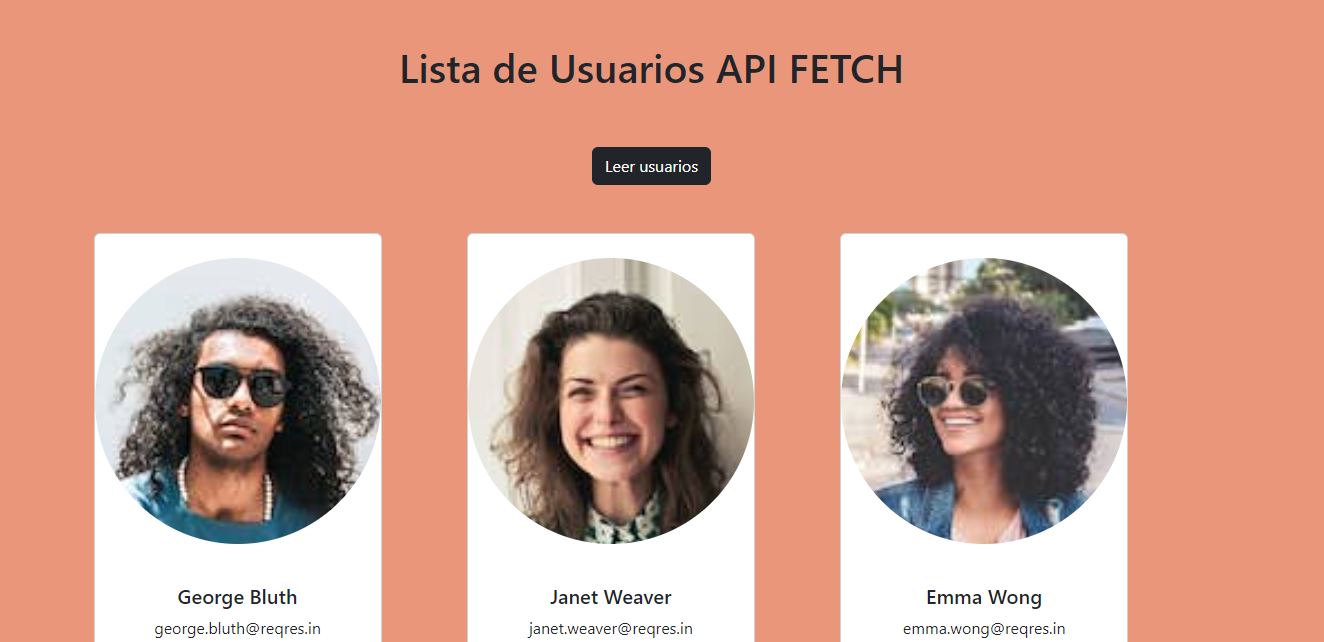 Lista de Usuarios API FETCH
Leer usuarios
George Bluth
george.bluth@reqres.in
Janet Weaver
janet.weaver@reqres.in
Emma Wong
emma.wong@reqres.in